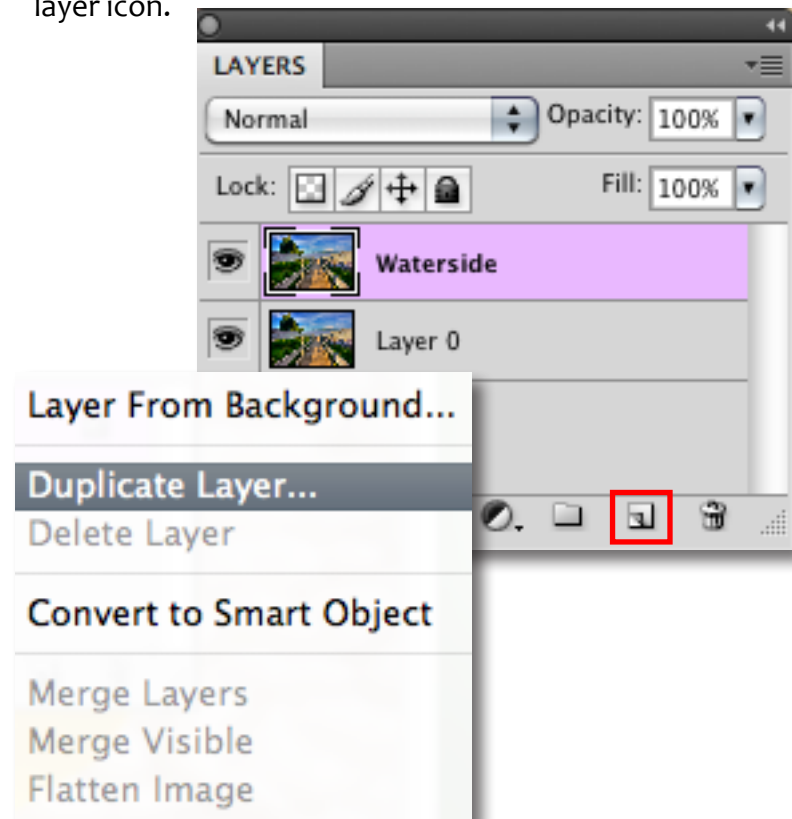 layer icon.
LAYERS
Normal Opacity: 100%
Lock: Fill: 100%
Waterside
Layer 0
Layer From Background...
Duplicate Layer...
Delete Layer
Convert to Smart Object
Merge Layers
Merge Visible
Flatten Image